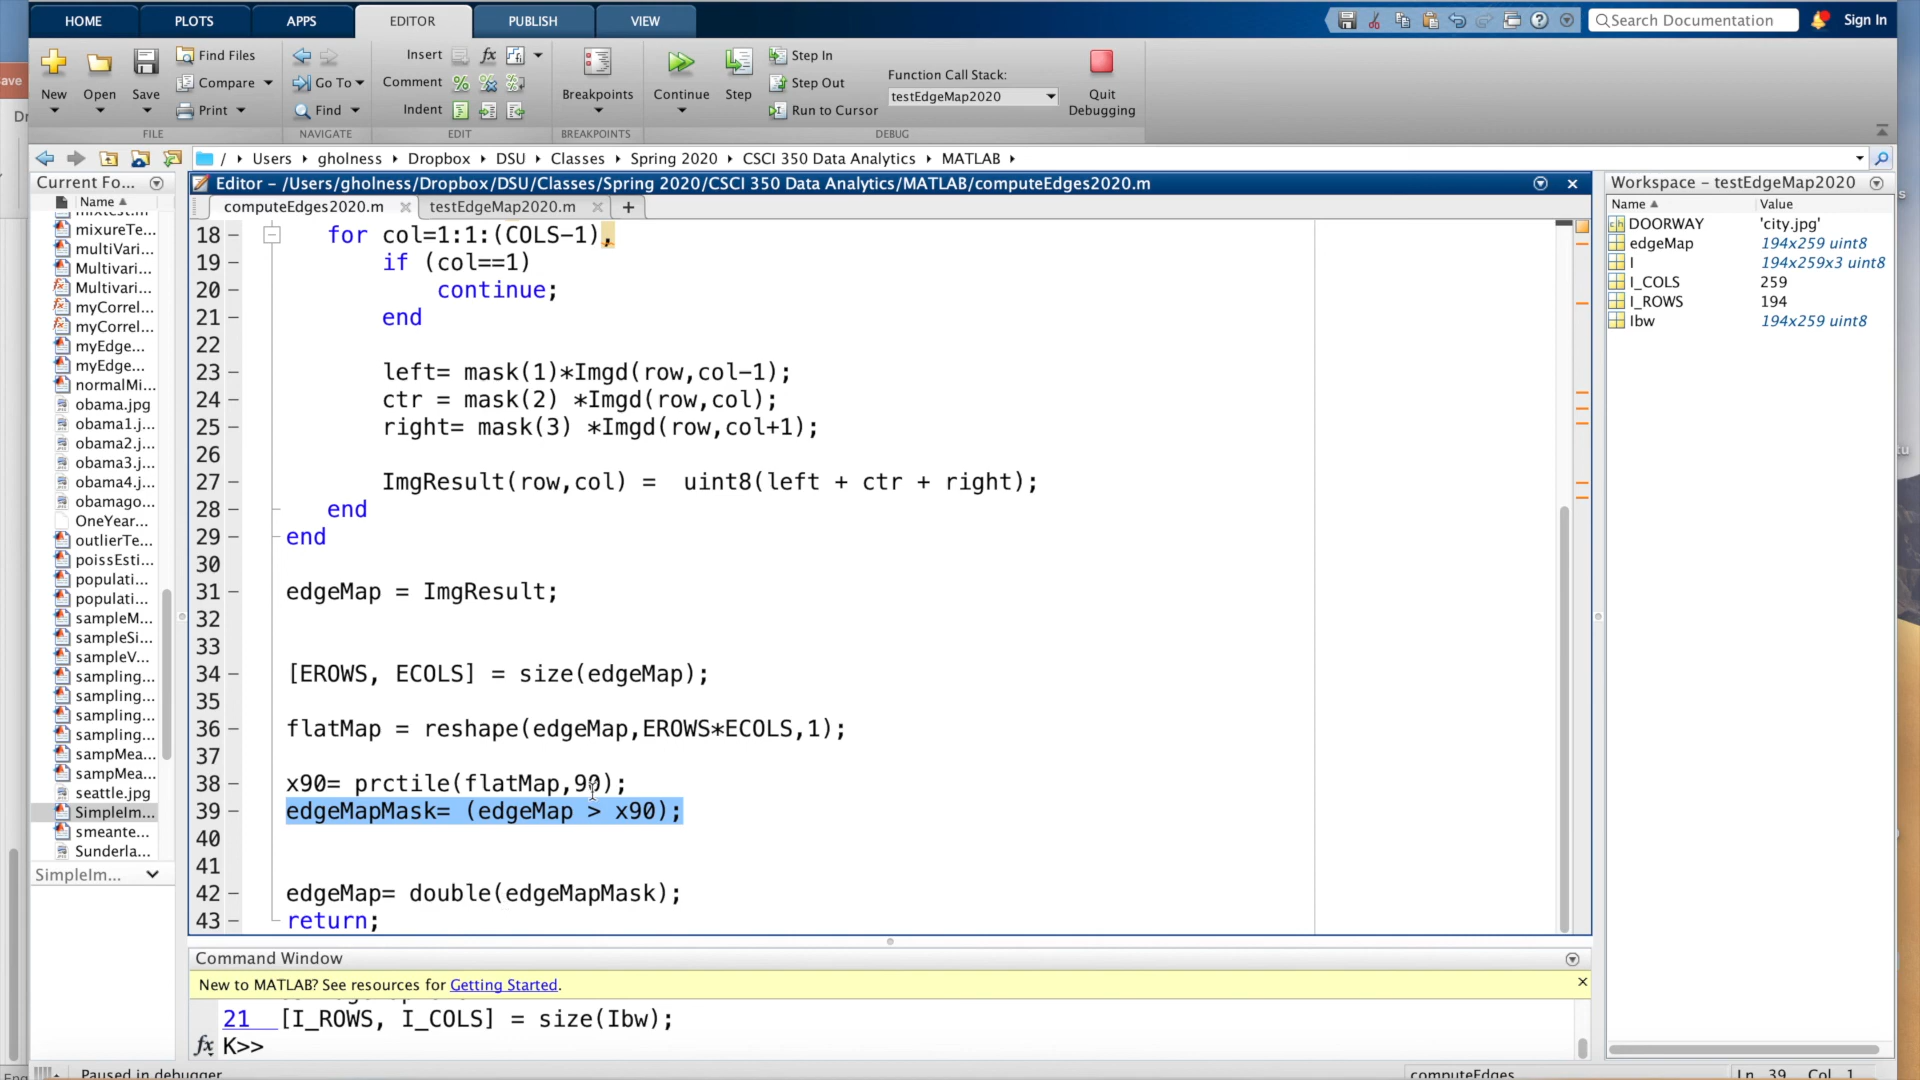 HOME PLOTS APPS EDITOR PUBLISH VIEW Search Documentation Sign In
Find Files Insert fx Step In
Compare Go To Comment Step Out Function Call Stack:
New Open Save Breakpoints Continue Step testEdgeMap2020 Quit
Print Find Indent Run to Cursor Debugging
FILE NAVIGATE EDIT BREAKPOINTS DEBUG
/ Users gholness Dropbox DSU Classes Spring 2020 CSCI 350 Data Analytics MATLAB
Current Fo...
Name
mixureTe...
multiVari...
Multivari...
Multivari...
myCorrel...
myCorrel...
myEdge...
myEdge...
normalMi...
obama.jpg
obama1.j...
obama2.j...
obama3.j...
obama4.j...
obamago...
OneYear...
outlierTe...
poissEsti...
populati...
populati...
sampleM...
sampleSi...
sampleV...
sampling...
sampling...
sampling...
sampling...
sampMea...
sampMea...
seattle.jpg
SimpleIm...
smeante...
Sunderla...
SimpleIm...
Editor - /Users/gholness/Dropbox/DSU/Classes/Spring 2020/CSCI 350 Data Analytics/MATLAB/computeEdges2020.m
computeEdges2020.m testEdgeMap2020.m
18 for col=1:1:(COLS-1),
19 if (col==1)
20 continue;
21 end
22
23 left= mask(1)*Imgd(row,col-1);
24 ctr = mask(2) *Imgd(row,col);
25 right= mask(3) *Imgd(row,col+1);
26
27 ImgResult(row,col) = uint8(left + ctr + right);
28 end
29 end
30
31 edgeMap = ImgResult;
32
33
34 [EROWS, ECOLS] = size(edgeMap);
35
36 flatMap = reshape(edgeMap,EROWS*ECOLS,1);
37
38 x90= prctile(flatMap,90);
39 edgeMapMask= (edgeMap > x90);
40
41
42 edgeMap= double(edgeMapMask);
43 return;
Command Window
New to MATLAB? See resources for Getting Started.
21 [I_ROWS, I_COLS] = size(Ibw);
fx K>>
Workspace - testEdgeMap2020
Name Value
DOORWAY 'city.jpg'
edgeMap 194x259 uint8
I 194x259x3 uint8
I_COLS 259
I_ROWS 194
Ibw 194x259 uint8
Paused in debugger computeEdges Ln 39 Col 1